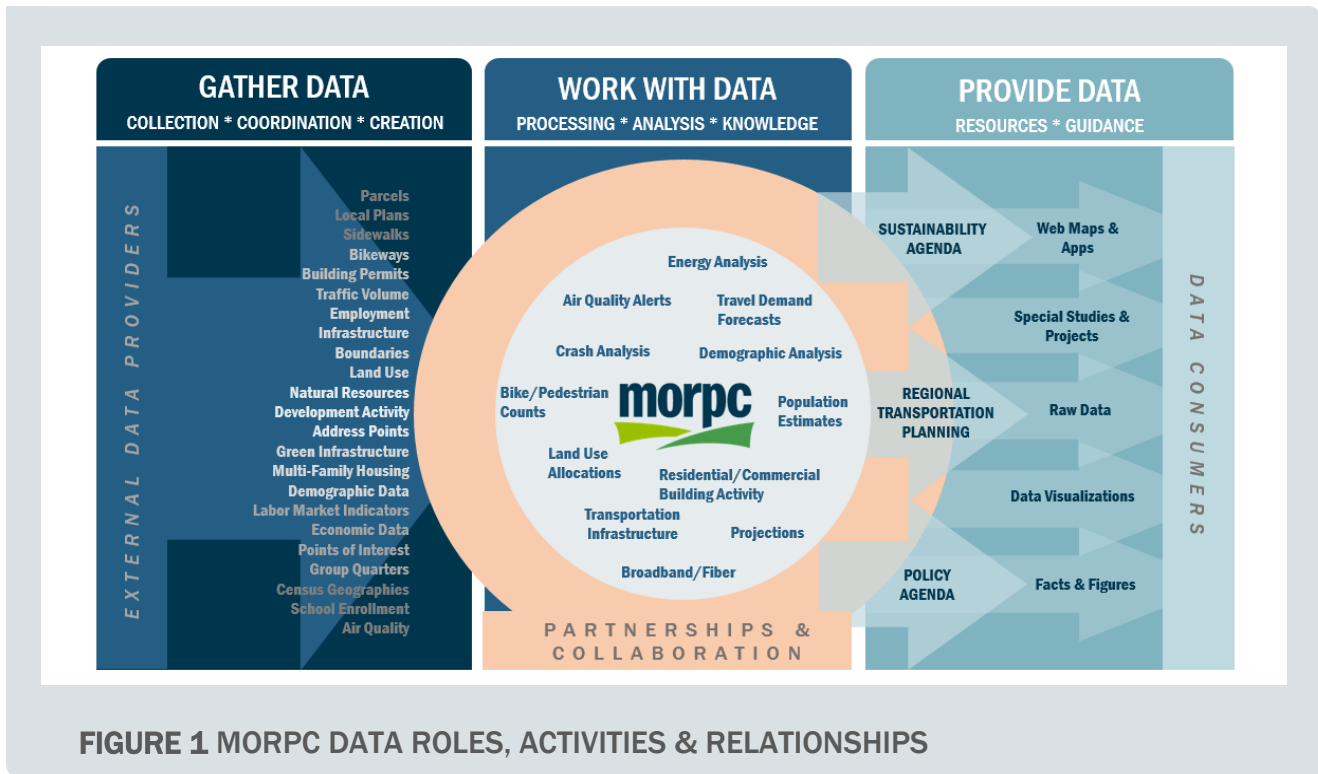 GATHER DATA
COLLECTION * COORDINATION * CREATION
EXTERNAL DATA PROVIDERS
Parcels
Local Plans
Sidewalks
Bikeways
Building Permits
Traffic Volume
Employment
Infrastructure
Boundaries
Land Use
Natural Resources
Development Activity
Address Points
Green Infrastructure
Multi-Family Housing
Demographic Data
Labor Market Indicators
Economic Data
Points of Interest
Group Quarters
Census Geographies
School Enrollment
Air Quality
WORK WITH DATA
PROCESSING * ANALYSIS * KNOWLEDGE
Energy Analysis
Air Quality Alerts
Travel Demand
Forecasts
Crash Analysis
Demographic Analysis
Bike/Pedestrian
Counts
morpc
Population
Estimates
Land Use
Allocations
Residential/Commercial
Building Activity
Transportation
Infrastructure
Projections
Broadband/Fiber
PARTNERSHIPS &
COLLABORATION
PROVIDE DATA
RESOURCES * GUIDANCE
SUSTAINABILITY
AGENDA
REGIONAL
TRANSPORTATION
PLANNING
POLICY
AGENDA
Web Maps &
Apps
Special Studies &
Projects
Raw Data
Data Visualizations
Facts & Figures
DATA CONSUMERS
FIGURE 1 MORPC DATA ROLES, ACTIVITIES & RELATIONSHIPS